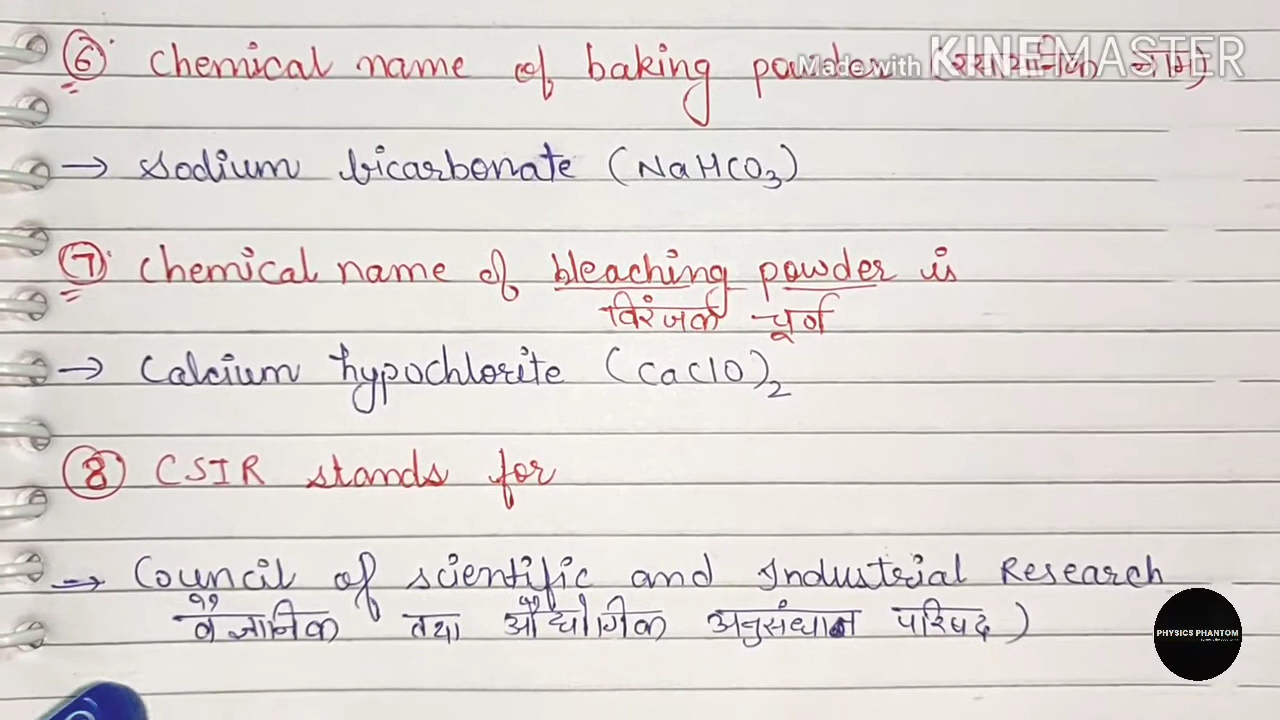 ⑥ Chemical name of baking powder (रसायनिक नाम)
Made with KINEMASTER
→ Sodium bicarbonate (NaHCO₃)
⑦ Chemical name of bleaching powder is
विरंजक चूर्ण
→ Calcium hypochlorite (CaClO)₂
⑧ CSIR stands for
→ Council of scientific and Industrial Research
वैज्ञानिक तथा औद्योगिक अनुसंधान परिषद)
PHYSICS PHANTOM